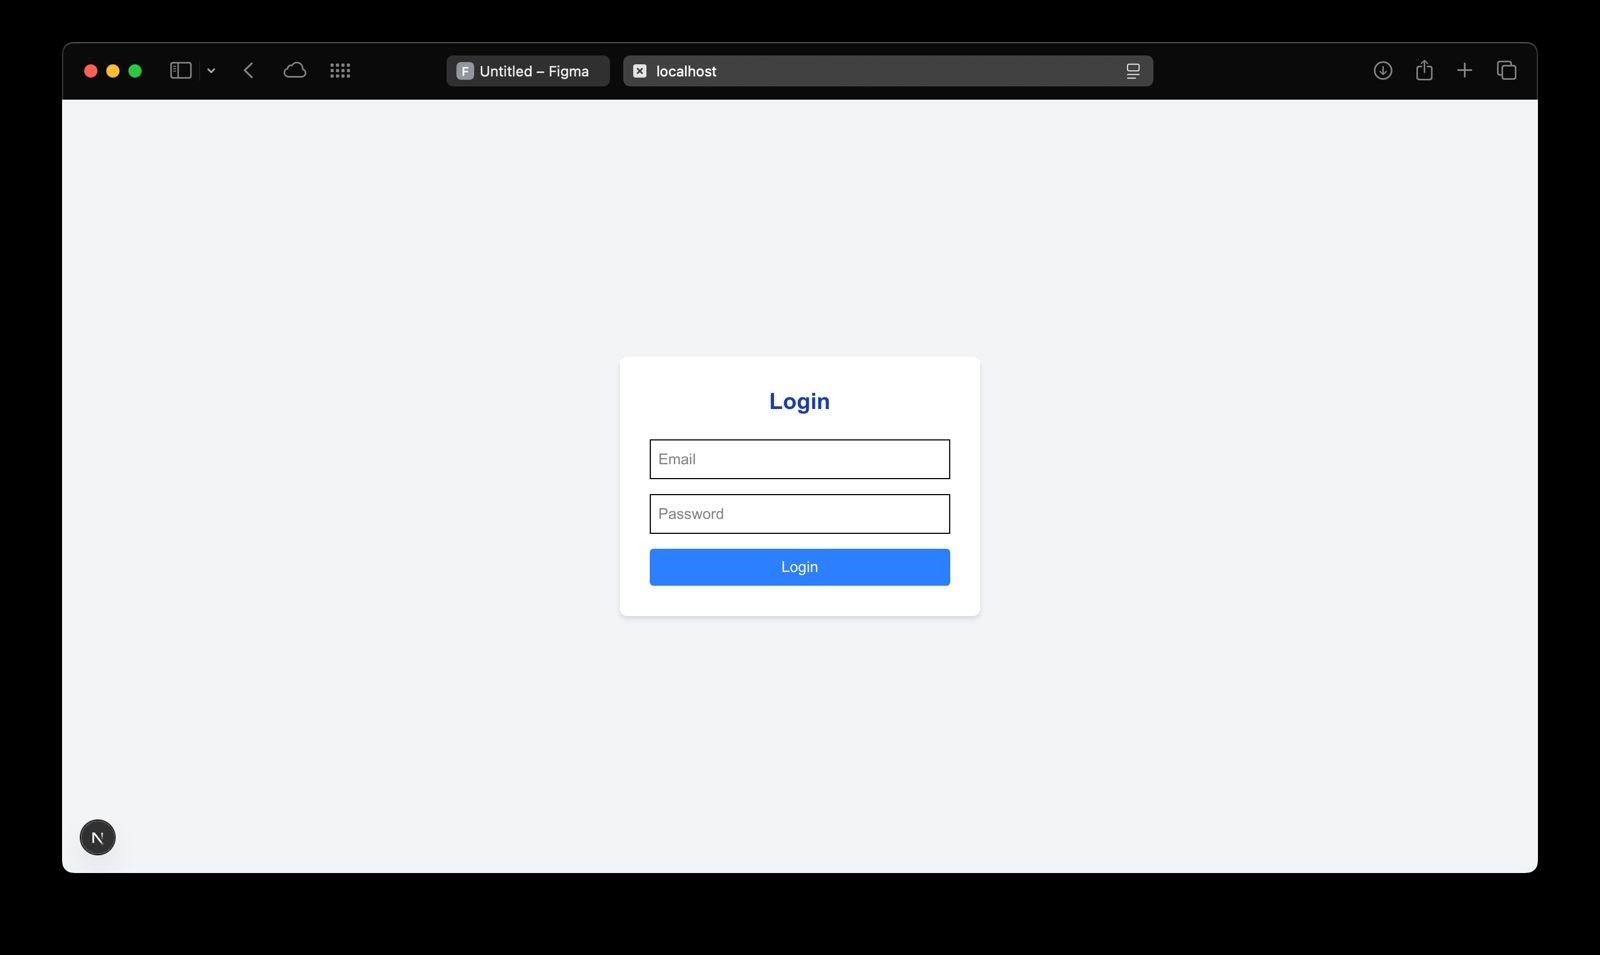 F Untitled – Figma
localhost
Login
Email
Password
Login
N